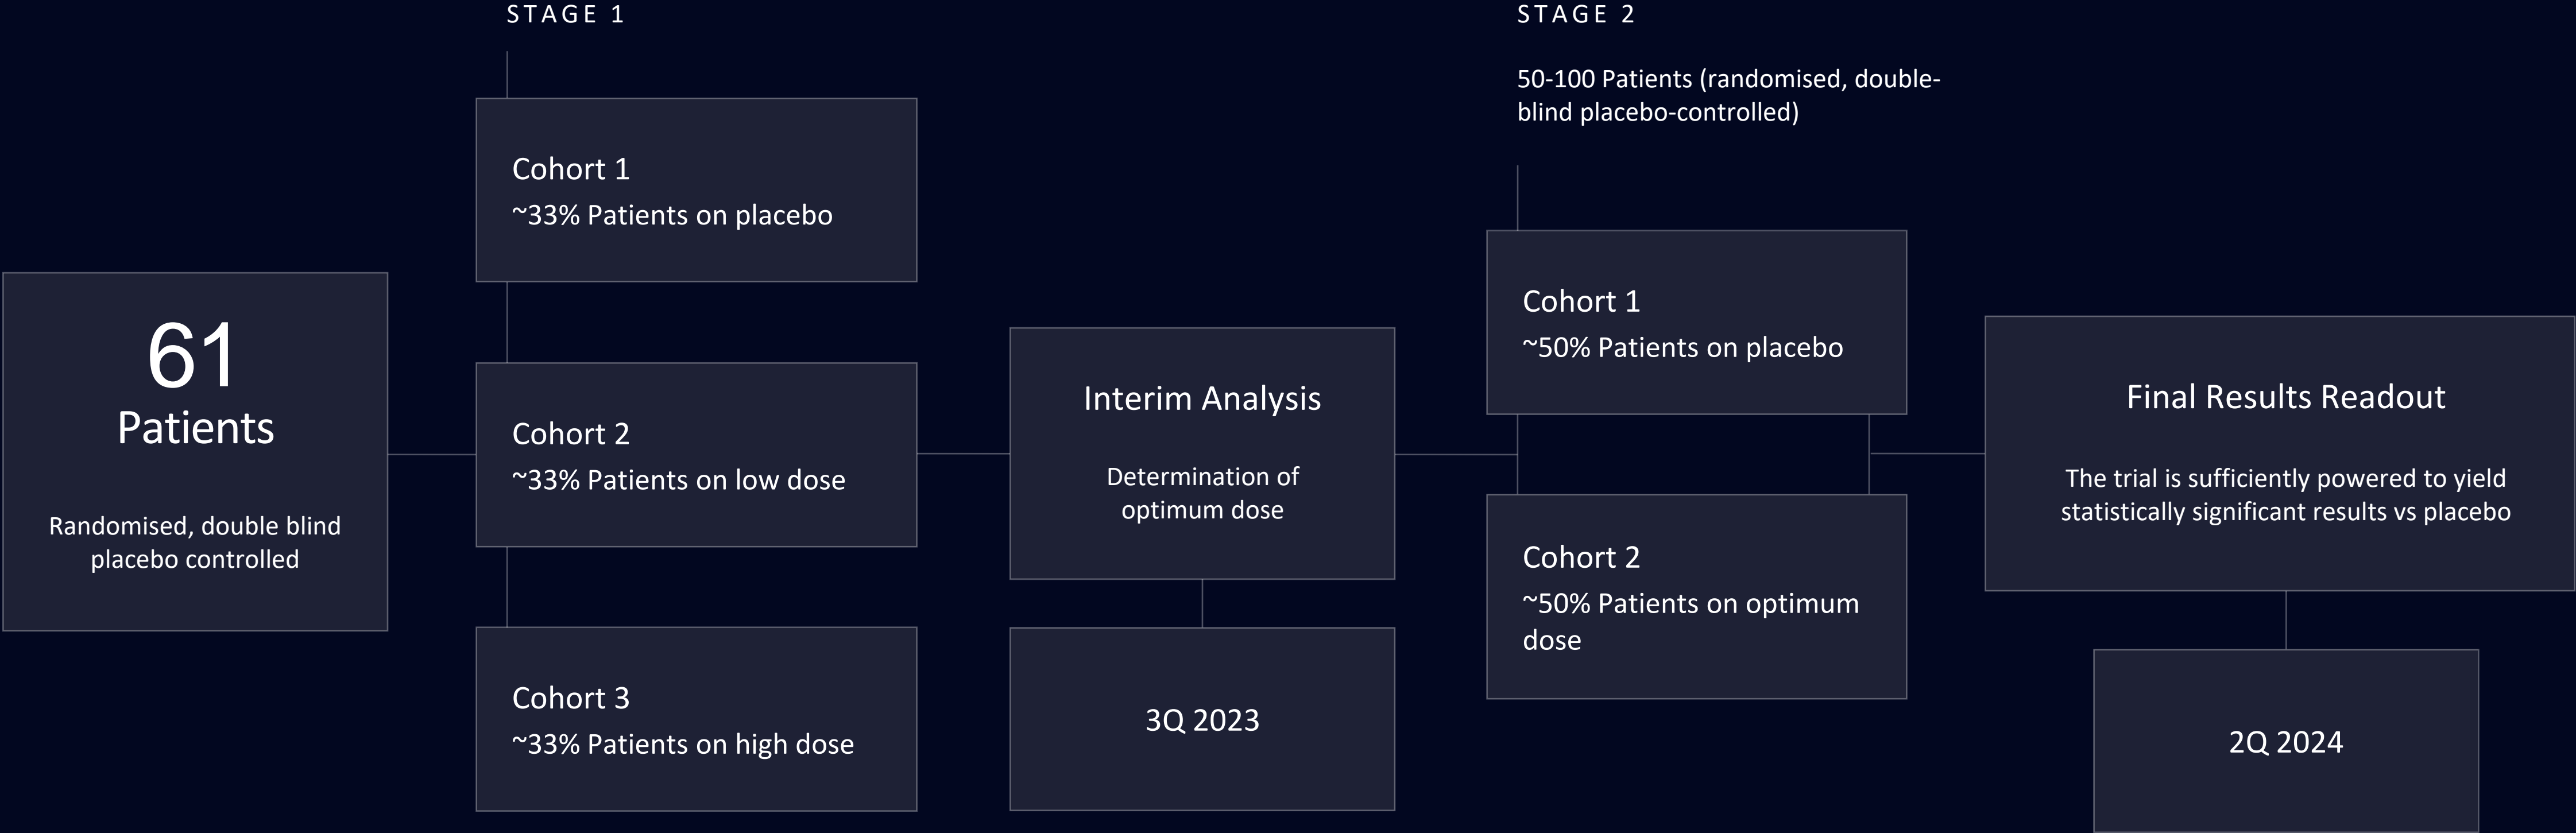 STAGE 1
Cohort 1
~33% Patients on placebo
61
Patients
Randomised, double blind
placebo controlled
Cohort 2
~33% Patients on low dose
Cohort 3
~33% Patients on high dose
Interim Analysis
Determination of
optimum dose
3Q 2023
STAGE 2
50-100 Patients (randomised, double-
blind placebo-controlled)
Cohort 1
~50% Patients on placebo
Cohort 2
~50% Patients on optimum
dose
Final Results Readout
The trial is sufficiently powered to yield
statistically significant results vs placebo
2Q 2024